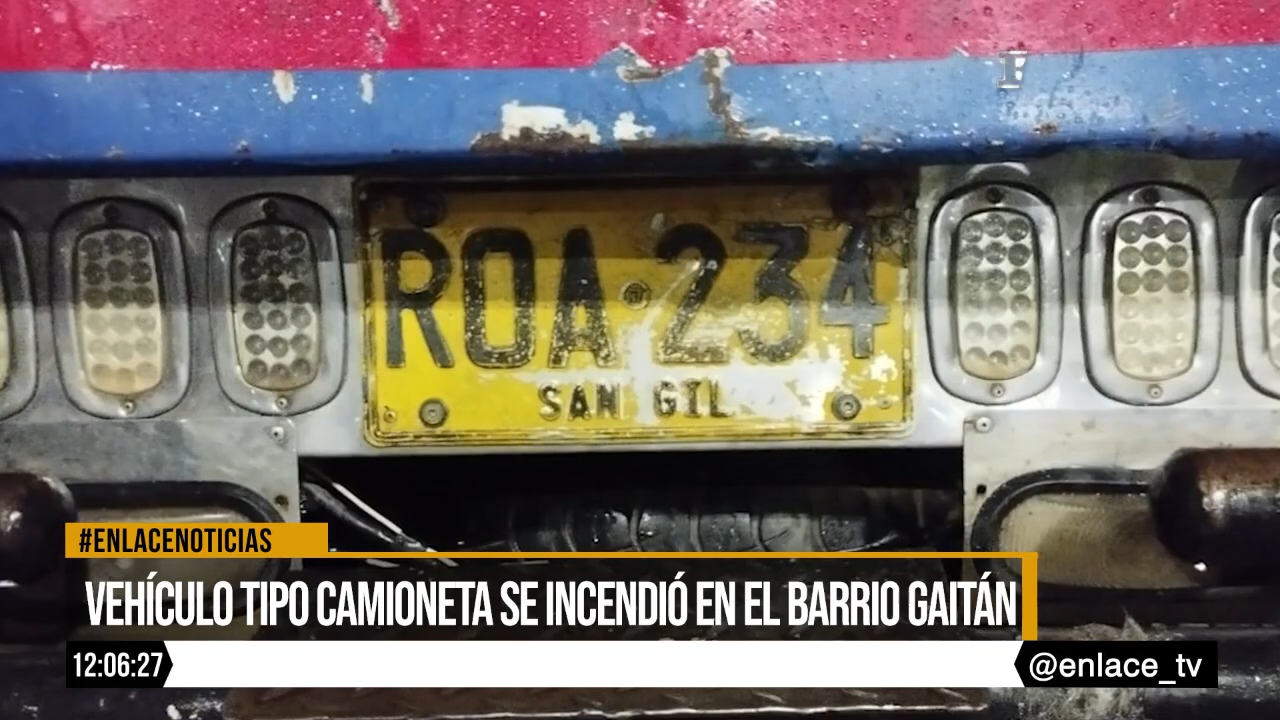 ROA 234
SAN GIL
#ENLACENOTICIAS
VEHÍCULO TIPO CAMIONETA SE INCENDIÓ EN EL BARRIO GAITÁN
12:06:27
@enlace_tv